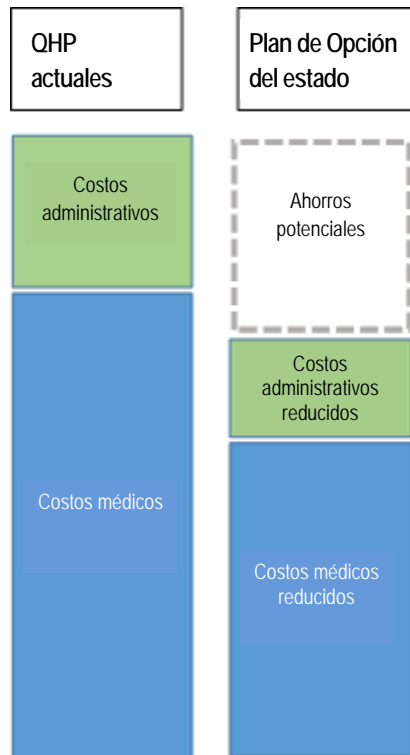 QHP
actuales
Plan de Opción
del estado
Costos
administrativos
Ahorros
potenciales
Costos
administrativos
reducidos
Costos médicos
Costos médicos
reducidos